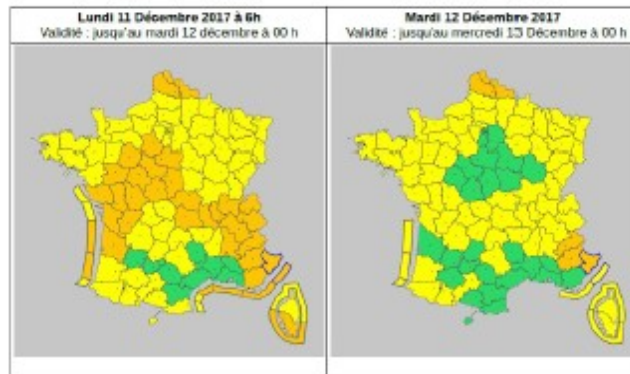 Lundi 11 Décembre 2017 à 6h
Validité : jusqu'au mardi 12 décembre à 00 h
Mardi 12 Décembre 2017
Validité : jusqu'au mercredi 13 Décembre à 00 h